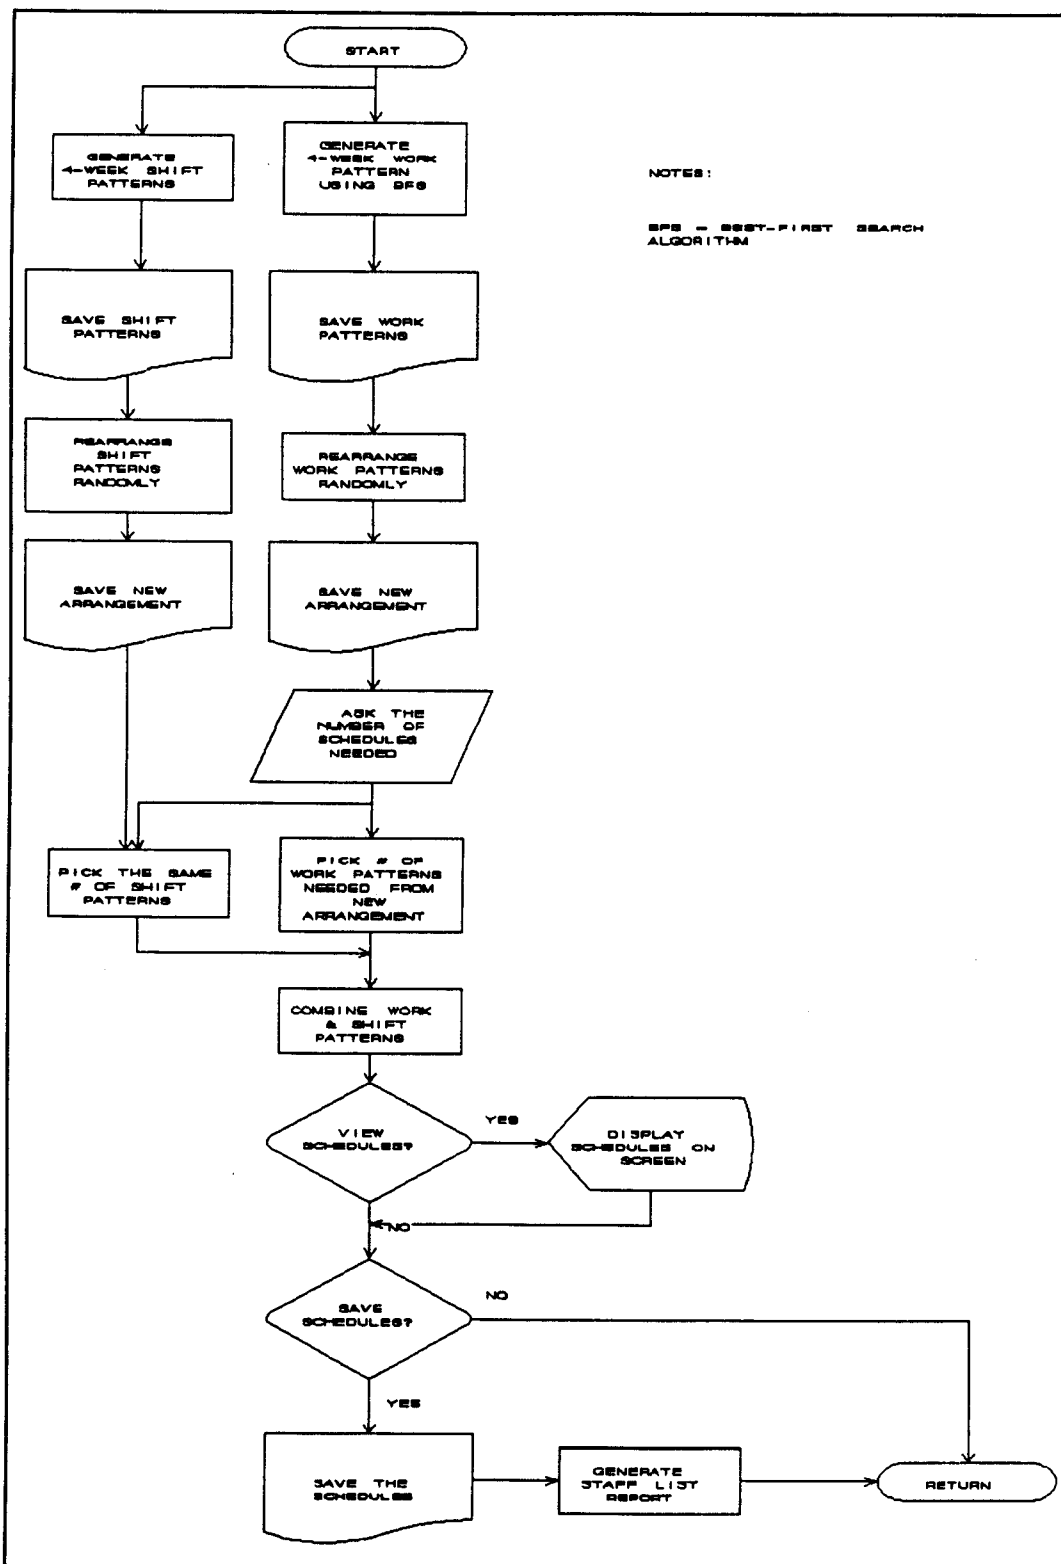 START
GENERATE
4-WEEK SHIFT
PATTERNS
GENERATE
4-WEEK WORK
PATTERN
USING BFS
NOTES:
BFS = BEST-FIRST SEARCH
ALGORITHM
SAVE SHIFT
PATTERNS
SAVE WORK
PATTERNS
REARRANGE
SHIFT
PATTERNS
RANDOMLY
REARRANGE
WORK PATTERNS
RANDOMLY
SAVE NEW
ARRANGEMENT
SAVE NEW
ARRANGEMENT
ASK THE
NUMBER OF
SCHEDULES
NEEDED
PICK THE SAME
# OF SHIFT
PATTERNS
PICK # OF
WORK PATTERNS
NEEDED FROM
NEW
ARRANGEMENT
COMBINE WORK
& SHIFT
PATTERNS
VIEW
SCHEDULES?
YES
DISPLAY
SCHEDULES ON
SCREEN
NO
SAVE
SCHEDULES?
NO
YES
SAVE THE
SCHEDULES
GENERATE
STAFF LIST
REPORT
RETURN